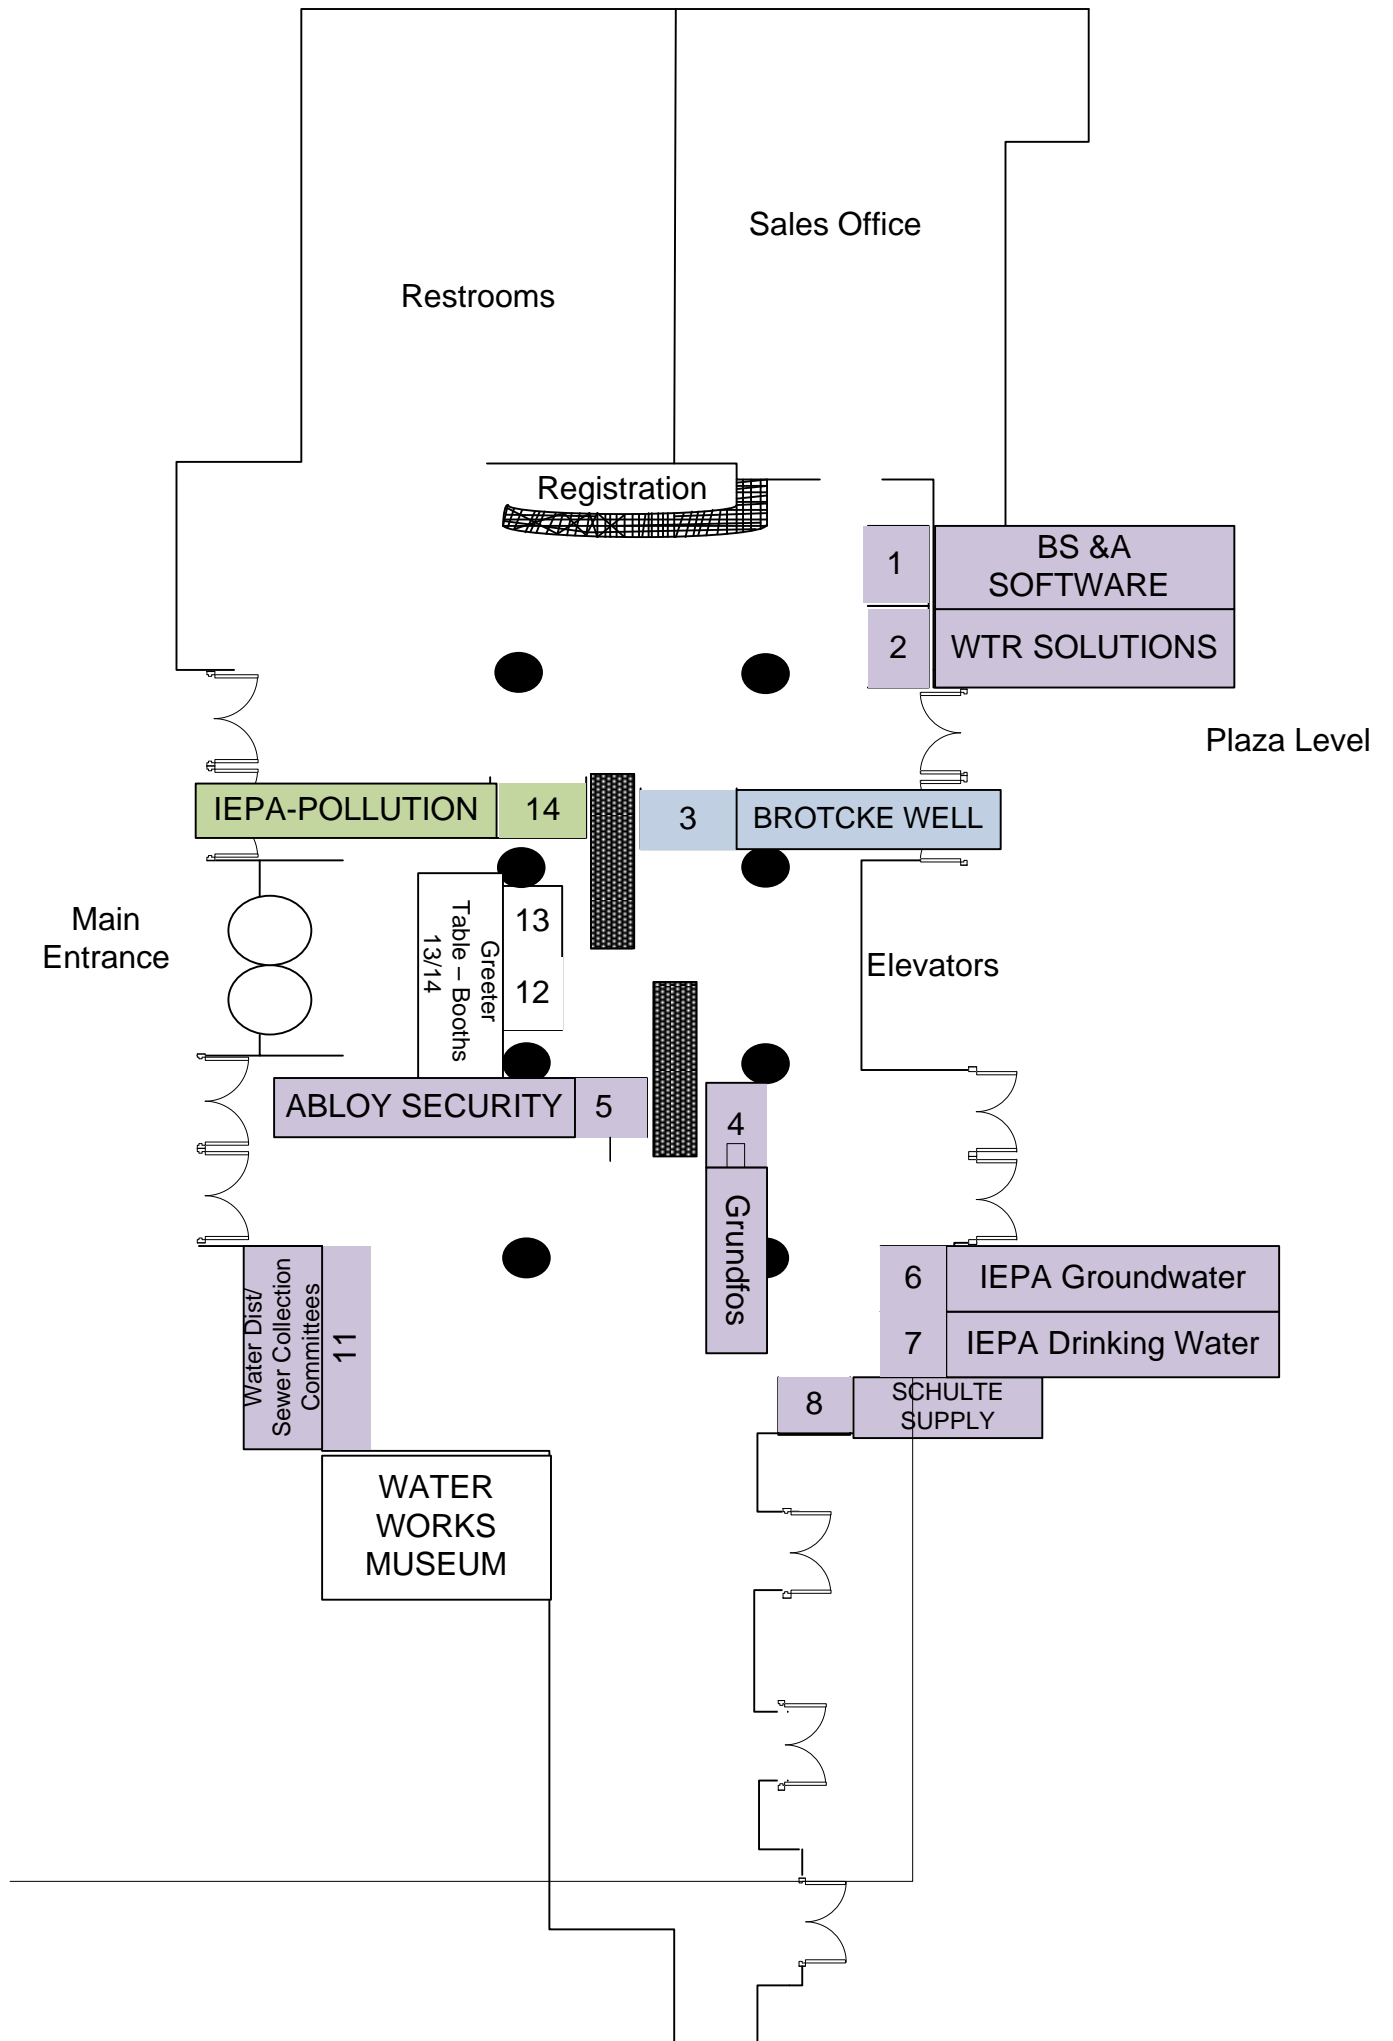 Sales Office
Restrooms
Registration
1
BS &A
SOFTWARE
2
WTR SOLUTIONS
Plaza Level
IEPA-POLLUTION
14
3
BROTCKE WELL
Main
Entrance
Greeter
Table – Booths
13/14
13
12
Elevators
ABLOY SECURITY
5
4
Grundfos
Water Dist/
Sewer Collection
Committees
11
6
IEPA Groundwater
7
IEPA Drinking Water
8
SCHULTE
SUPPLY
WATER
WORKS
MUSEUM